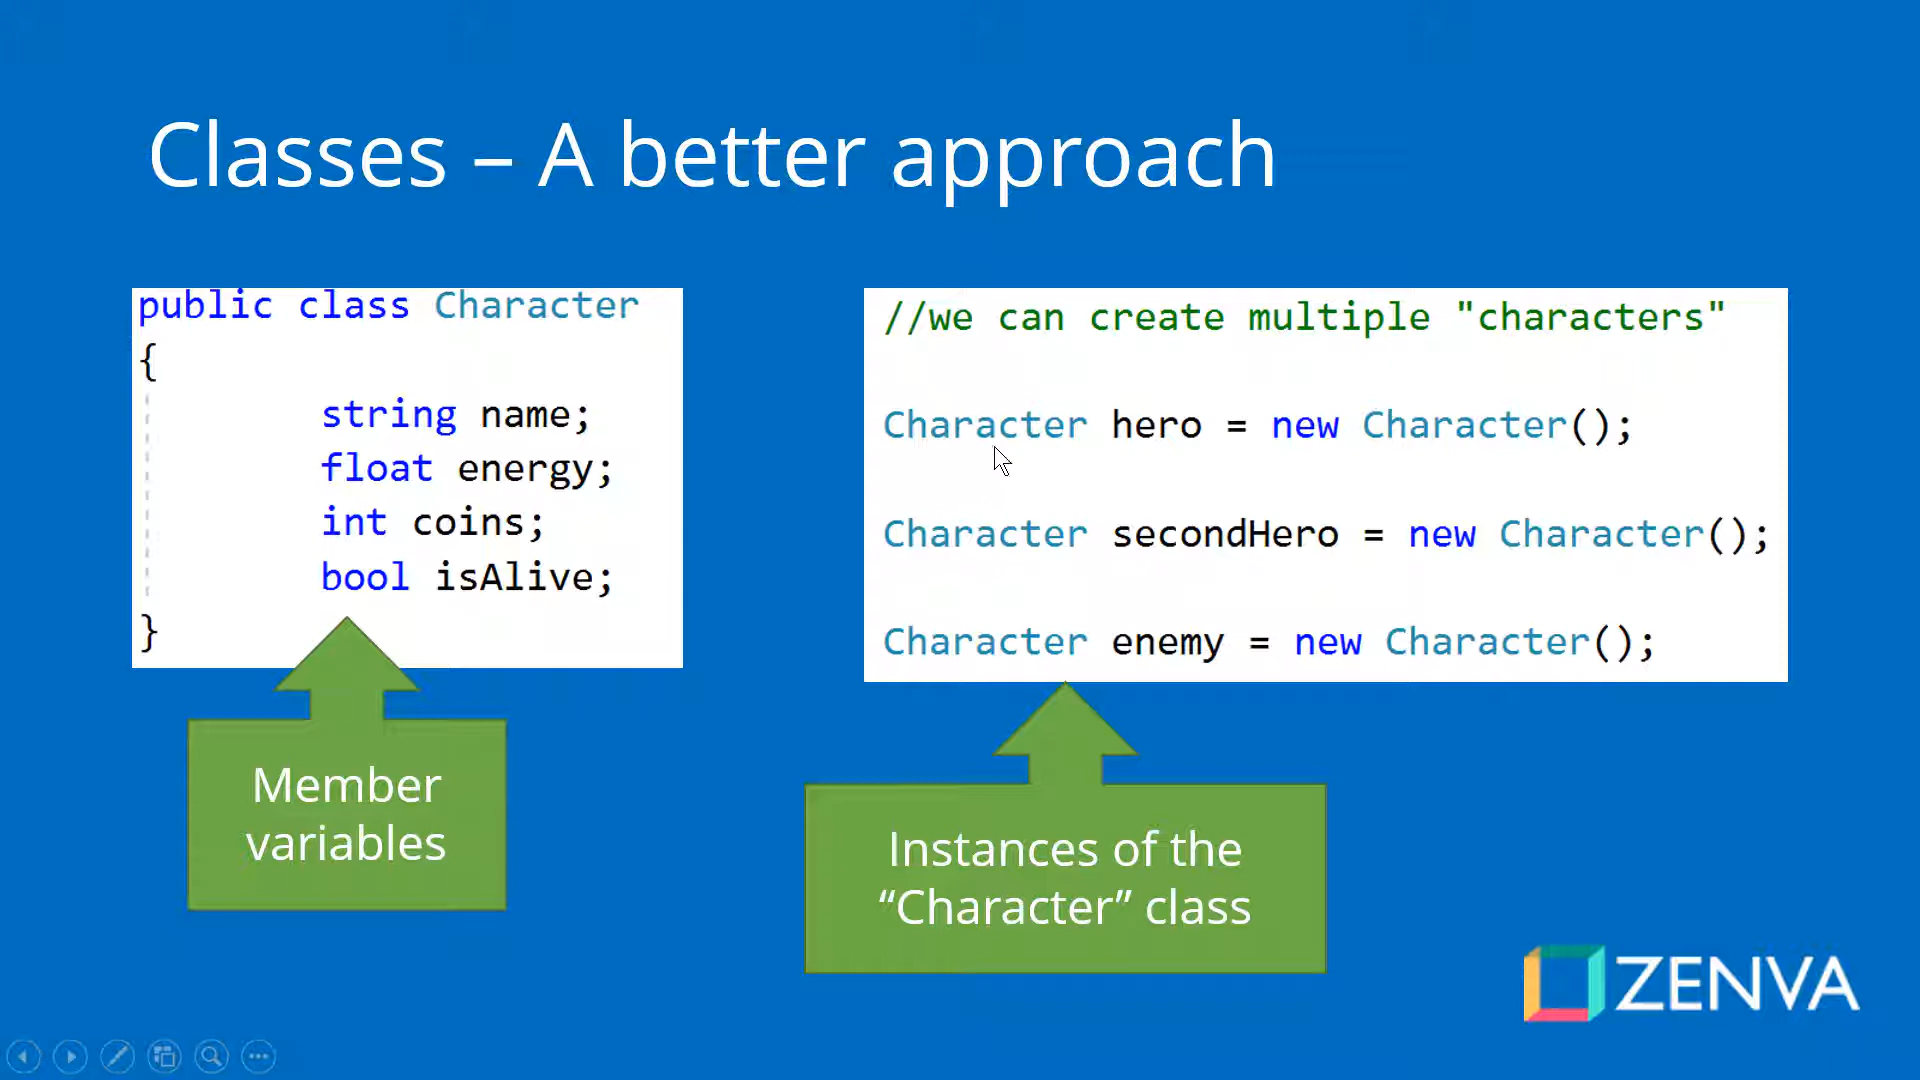 Classes – A better approach
public class Character
{
string name;
float energy;
int coins;
bool isAlive;
}
Member
variables
//we can create multiple "characters"
Character hero = new Character();
Character secondHero = new Character();
Character enemy = new Character();
Instances of the
“Character” class
ZENVA